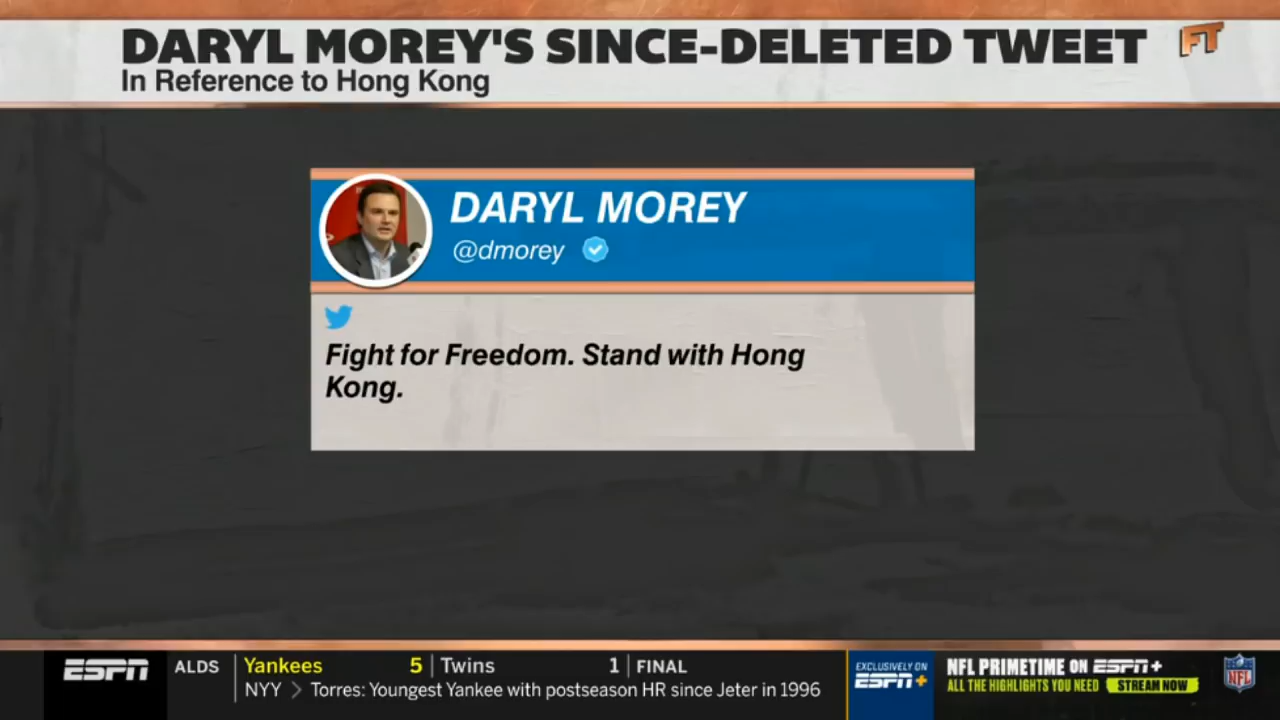 DARYL MOREY'S SINCE-DELETED TWEET
FT
In Reference to Hong Kong
DARYL MOREY
@dmorey
Fight for Freedom. Stand with Hong
Kong.
ESPN
ALDS
Yankees 5 Twins 1 FINAL
NYY > Torres: Youngest Yankee with postseason HR since Jeter in 1996
EXCLUSIVELY ON
ESPN+
NFL PRIMETIME ON ESPN+
ALL THE HIGHLIGHTS YOU NEED STREAM NOW
NFL